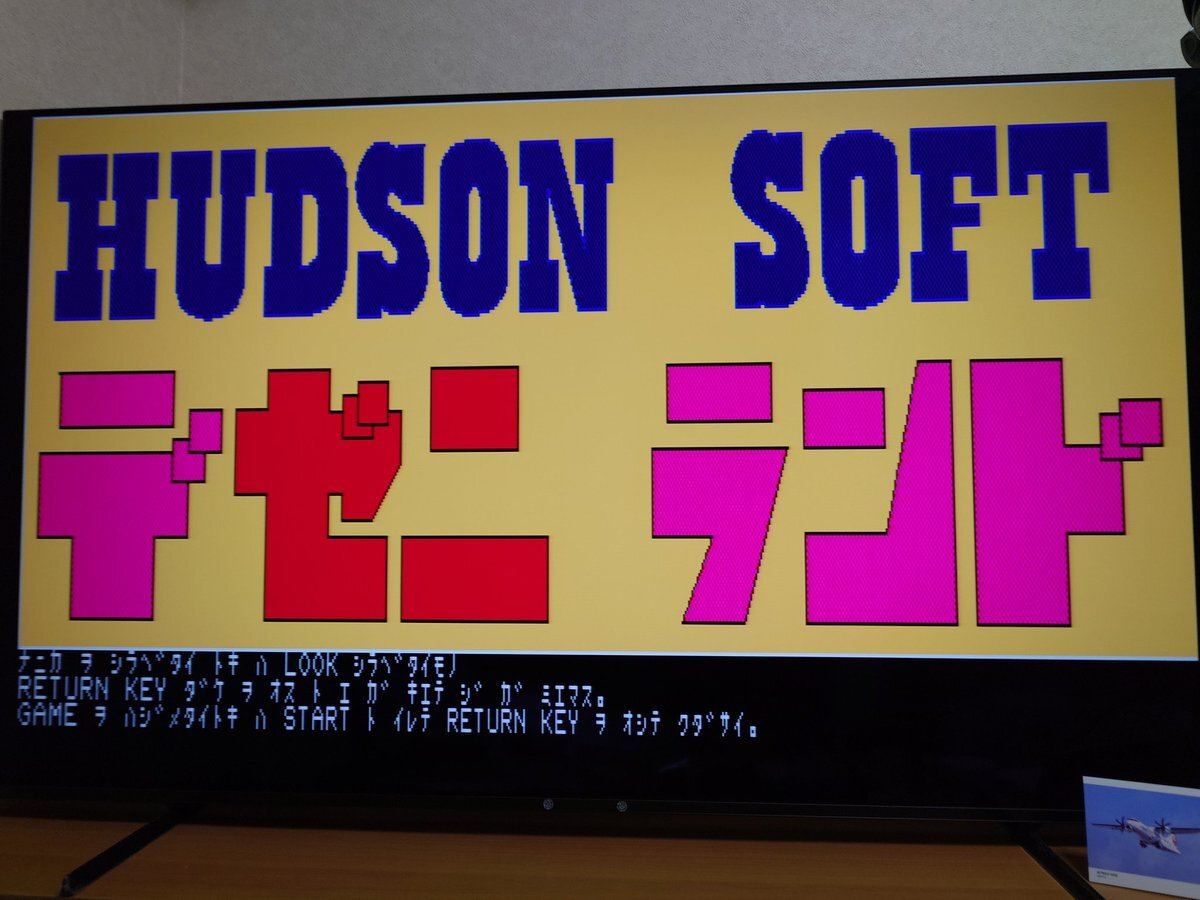 HUDSON SOFT
デゼニ ランド
ナニカ ヲ シラベタイ トキ ハ LOOK シラベタイモノ
RETURN KEY ダケ ヲ オス ト エ ガ キエテ ジ ガ ミエマス。
GAME ヲ ハジメタイトキ ハ START ト イレテ RETURN KEY ヲ オシテ クダサイ。